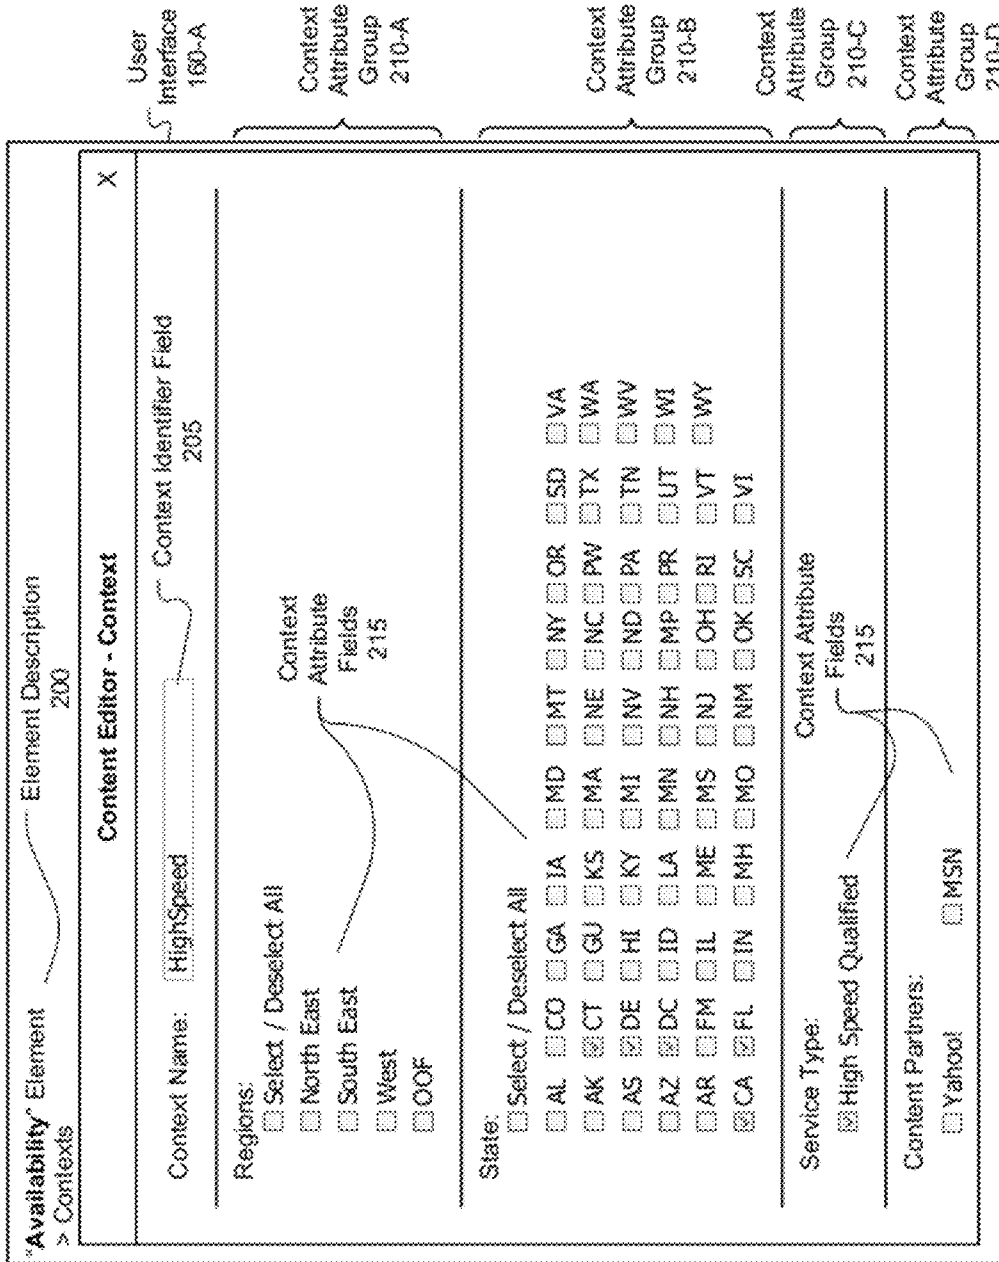 "Availability" Element
> Contexts
Element Description
200
User
Interface
160-A
Content Editor - Context
X
Context Name:
HighSpeed
Context Identifier Field
205
Regions:
Select / Deselect All
North East
South East
West
OOF
Context
Attribute
Fields
215
Context
Attribute
Group
210-A
State:
Select / Deselect All
AL CO GA IA MD MT NY OR SD VA
AK CT GU KS MA NE NC PW TX WA
AS DE HI KY MI NV ND PA TN WV
AZ DC ID LA MN NH MP PR UT WI
AR FM IL ME MS NJ OH RI VT WY
CA FL IN MH MO NM OK SC VI
Context
Attribute
Group
210-B
Service Type:
High Speed Qualified
Context Attribute
Fields
215
Context
Attribute
Group
210-C
Content Partners:
Yahoo! MSN
Context
Attribute
Group
210-D